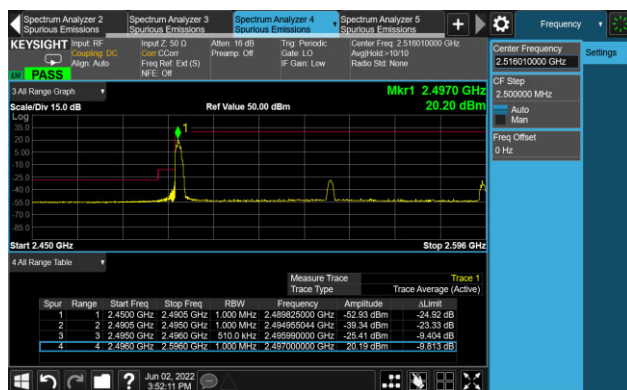 Spectrum Analyzer 2
Spurious Emissions
Spectrum Analyzer 3
Spurious Emissions
Spectrum Analyzer 4
Spurious Emissions
Spectrum Analyzer 5
Spurious Emissions
+
Frequency
KEYSIGHT
Input: RF
Coupling: DC
Align: Auto
Input Z: 50 Ω
Corr CCorr
Freq Ref: Ext (S)
NFE: Off
Atten: 16 dB
Preamp: Off
Trig: Periodic
Gate: LO
IF Gain: Low
Center Freq: 2.516010000 GHz
Avg|Hold:>10/10
Radio Std: None
PASS
Center Frequency
2.516010000 GHz
Settings
CF Step
2.500000 MHz
Auto
Man
Freq Offset
0 Hz
3 All Range Graph
Mkr1 2.4970 GHz
Scale/Div 15.0 dB
Ref Value 50.00 dBm
20.20 dBm
Log
35.0
20.0
5.00
-10.0
-25.0
-40.0
-55.0
-70.0
-85.0
1
Start 2.450 GHz
Stop 2.596 GHz
4 All Range Table
Measure Trace Trace 1
Trace Type Trace Average (Active)
Spur Range Start Freq Stop Freq RBW Frequency Amplitude ΔLimit
1 1 2.4500 GHz 2.4905 GHz 1.000 MHz 2.489825000 GHz -52.93 dBm -24.92 dB
2 2 2.4905 GHz 2.4950 GHz 1.000 MHz 2.494955044 GHz -39.34 dBm -23.33 dB
3 3 2.4950 GHz 2.4960 GHz 510.0 kHz 2.495990000 GHz -25.41 dBm -9.404 dB
4 4 2.4960 GHz 2.5960 GHz 1.000 MHz 2.497000000 GHz 20.19 dBm -9.813 dB
?
Jun 02, 2022
3:52:11 PM